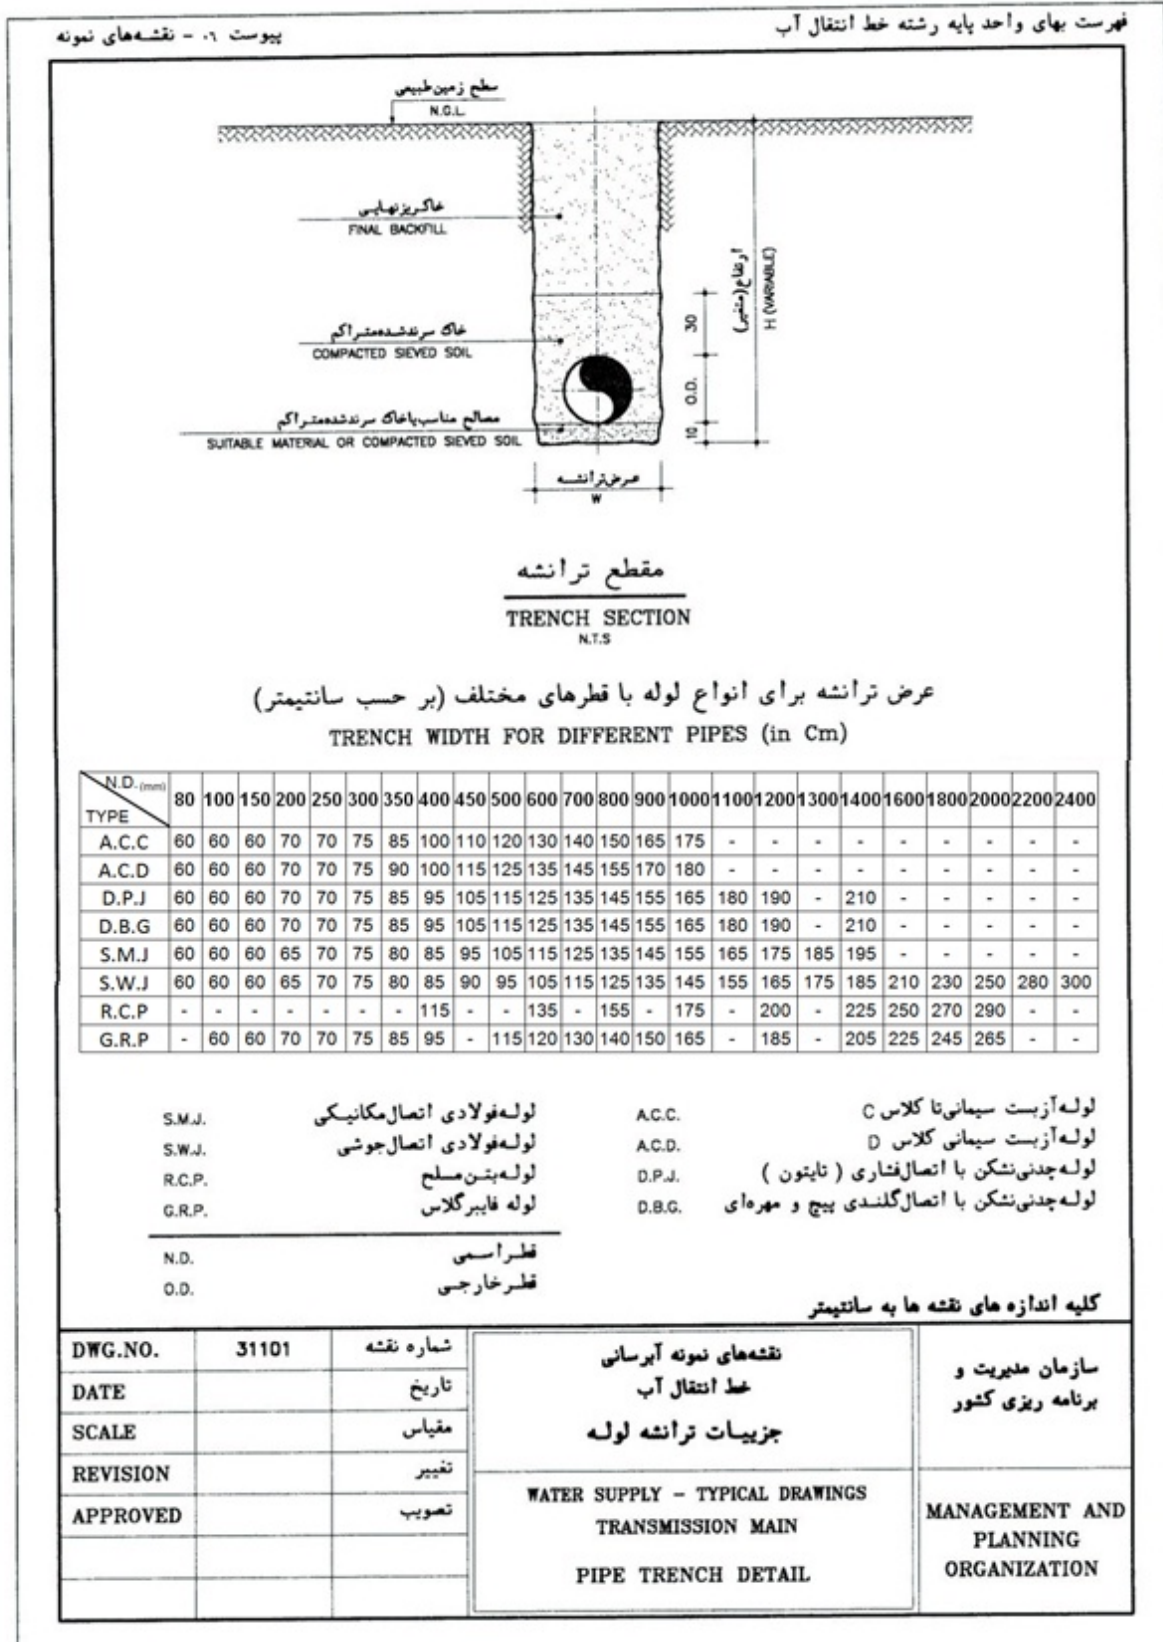 فهرست بهای واحد پایه رشته خط انتقال آب
پیوست ۰۶ - نقشه‌های نمونه
سطح زمین طبیعی
N.G.L.
خاکریز نهایی
FINAL BACKFILL
خاک سرند شده متراکم
COMPACTED SIEVED SOIL
مصالح مناسب یا خاک سرند شده متراکم
SUITABLE MATERIAL OR COMPACTED SIEVED SOIL
30
O.D.
10
ارتفاع (متغیر)
H (VARIABLE)
عرض ترانشه
W
مقطع ترانشه
TRENCH SECTION
N.T.S
عرض ترانشه برای انواع لوله با قطرهای مختلف (بر حسب سانتیمتر)
TRENCH WIDTH FOR DIFFERENT PIPES (in Cm)
N.D. (mm) TYPE 80 100 150 200 250 300 350 400 450 500 600 700 800 900 1000 1100 1200 1300 1400 1600 1800 2000 2200 2400
A.C.C 60 60 60 70 70 75 85 100 110 120 130 140 150 165 175 - - - - - - - - -
A.C.D 60 60 60 70 70 75 90 100 115 125 135 145 155 170 180 - - - - - - - - -
D.P.J 60 60 60 70 70 75 85 95 105 115 125 135 145 155 165 180 190 - 210 - - - - -
D.B.G 60 60 60 70 70 75 85 95 105 115 125 135 145 155 165 180 190 - 210 - - - - -
S.M.J 60 60 60 65 70 75 80 85 95 105 115 125 135 145 155 165 175 185 195 - - - - -
S.W.J 60 60 60 65 70 75 80 85 90 95 105 115 125 135 145 155 165 175 185 210 230 250 280 300
R.C.P - - - - - - - 115 - - 135 - 155 - 175 - 200 - 225 250 270 290 - -
G.R.P - 60 60 70 70 75 85 95 - 115 120 130 140 150 165 - 185 - 205 225 245 265 - -
لوله آزبست سیمانی تا کلاس C A.C.C.
لوله آزبست سیمانی کلاس D A.C.D.
لوله چدنی نشکن با اتصال فشاری ( تایتون ) D.P.J.
لوله چدنی نشکن با اتصال گلندی پیچ و مهره‌ای D.B.G.
لوله فولادی اتصال مکانیکی S.M.J.
لوله فولادی اتصال جوشی S.W.J.
لوله بتن مسلح R.C.P.
لوله فایبرگلاس G.R.P.
قطر اسمی N.D.
قطر خارجی O.D.
کلیه اندازه های نقشه ها به سانتیمتر
سازمان مدیریت و
برنامه ریزی کشور
MANAGEMENT AND
PLANNING
ORGANIZATION
نقشه‌های نمونه آبرسانی
خط انتقال آب
جزییات ترانشه لوله
WATER SUPPLY - TYPICAL DRAWINGS
TRANSMISSION MAIN
PIPE TRENCH DETAIL
DWG.NO. 31101 شماره نقشه
DATE تاریخ
SCALE مقیاس
REVISION تغییر
APPROVED تصویب